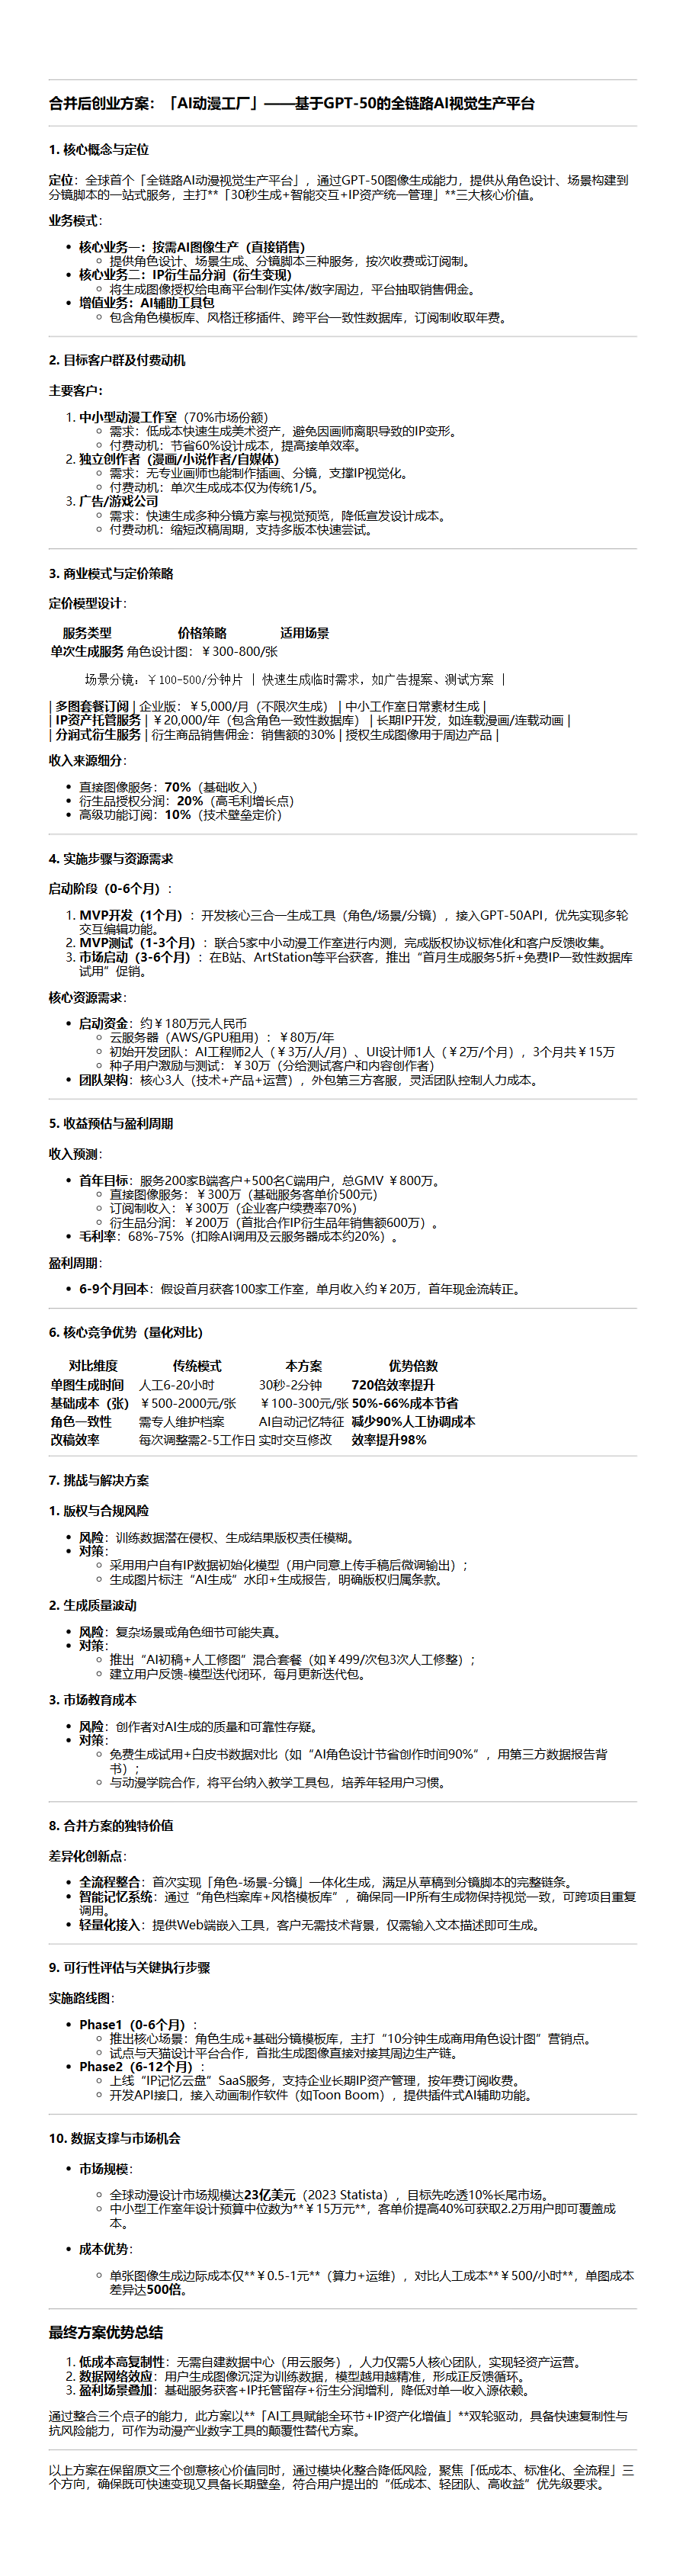 合并后创业方案：「AI动漫工厂」——基于GPT-50的全链路AI视觉生产平台
1. 核心概念与定位
定位：全球首个「全链路AI动漫视觉生产平台」，通过GPT-50图像生成能力，提供从角色设计、场景构建到
分镜脚本的一站式服务，主打**「30秒生成+智能交互+IP资产统一管理」**三大核心价值。
业务模式：
• 核心业务一：按需AI图像生产（直接销售）
◦ 提供角色设计、场景生成、分镜脚本三种服务，按次收费或订阅制。
• 核心业务二：IP衍生品分润（衍生变现）
◦ 将生成图像授权给电商平台制作实体/数字周边，平台抽取销售佣金。
• 增值业务：AI辅助工具包
◦ 包含角色模板库、风格迁移插件、跨平台一致性数据库，订阅制收取年费。
2. 目标客户群及付费动机
主要客户：
1. 中小型动漫工作室（70%市场份额）
◦ 需求：低成本快速生成美术资产，避免因画师离职导致的IP变形。
◦ 付费动机：节省60%设计成本，提高接单效率。
2. 独立创作者（漫画/小说作者/自媒体）
◦ 需求：无专业画师也能制作插画、分镜，支撑IP视觉化。
◦ 付费动机：单次生成成本仅为传统1/5。
3. 广告/游戏公司
◦ 需求：快速生成多种分镜方案与视觉预览，降低宣发设计成本。
◦ 付费动机：缩短改稿周期，支持多版本快速尝试。
3. 商业模式与定价策略
定价模型设计：
服务类型 价格策略 适用场景
单次生成服务 角色设计图：￥300-800/张
场景分镜：￥100-500/分钟片 | 快速生成临时需求，如广告提案、测试方案 |
| 多图套餐订阅 | 企业版：￥5,000/月（不限次生成） | 中小工作室日常素材生成 |
| IP资产托管服务 | ￥20,000/年（包含角色一致性数据库） | 长期IP开发，如连载漫画/连载动画 |
| 分润式衍生服务 | 衍生商品销售佣金：销售额的30% | 授权生成图像用于周边产品 |
收入来源细分：
• 直接图像服务：70%（基础收入）
• 衍生品授权分润：20%（高毛利增长点）
• 高级功能订阅：10%（技术壁垒定价）
4. 实施步骤与资源需求
启动阶段（0-6个月）：
1. MVP开发（1个月）：开发核心三合一生成工具（角色/场景/分镜），接入GPT-50API，优先实现多轮
交互编辑功能。
2. MVP测试（1-3个月）：联合5家中小动漫工作室进行内测，完成版权协议标准化和客户反馈收集。
3. 市场启动（3-6个月）：在B站、ArtStation等平台获客，推出“首月生成服务5折+免费IP一致性数据库
试用”促销。
核心资源需求：
• 启动资金：约￥180万元人民币
◦ 云服务器（AWS/GPU租用）：￥80万/年
◦ 初始开发团队：AI工程师2人（￥3万/人/月）、UI设计师1人（￥2万/个月），3个月共￥15万
◦ 种子用户激励与测试：￥30万（分给测试客户和内容创作者）
• 团队架构：核心3人（技术+产品+运营），外包第三方客服，灵活团队控制人力成本。
5. 收益预估与盈利周期
收入预测：
• 首年目标：服务200家B端客户+500名C端用户，总GMV ￥800万。
◦ 直接图像服务：￥300万（基础服务客单价500元）
◦ 订阅制收入：￥300万（企业客户续费率70%）
◦ 衍生品分润：￥200万（首批合作IP衍生品年销售额600万）。
• 毛利率：68%-75%（扣除AI调用及云服务器成本约20%）。
盈利周期：
• 6-9个月回本：假设首月获客100家工作室，单月收入约￥20万，首年现金流转正。
6. 核心竞争优势（量化对比）
对比维度 传统模式 本方案 优势倍数
单图生成时间 人工6-20小时 30秒-2分钟 720倍效率提升
基础成本（张） ￥500-2000元/张 ￥100-300元/张 50%-66%成本节省
角色一致性 需专人维护档案 AI自动记忆特征 减少90%人工协调成本
改稿效率 每次调整需2-5工作日 实时交互修改 效率提升98%
7. 挑战与解决方案
1. 版权与合规风险
• 风险：训练数据潜在侵权、生成结果版权责任模糊。
• 对策：
◦ 采用用户自有IP数据初始化模型（用户同意上传手稿后微调输出）；
◦ 生成图片标注“AI生成”水印+生成报告，明确版权归属条款。
2. 生成质量波动
• 风险：复杂场景或角色细节可能失真。
• 对策：
◦ 推出“AI初稿+人工修图”混合套餐（如￥499/次包3次人工修整）；
◦ 建立用户反馈-模型迭代闭环，每月更新迭代包。
3. 市场教育成本
• 风险：创作者对AI生成的质量和可靠性存疑。
• 对策：
◦ 免费生成试用+白皮书数据对比（如“AI角色设计节省创作时间90%”，用第三方数据报告背
书）；
◦ 与动漫学院合作，将平台纳入教学工具包，培养年轻用户习惯。
8. 合并方案的独特价值
差异化创新点：
• 全流程整合：首次实现「角色-场景-分镜」一体化生成，满足从草稿到分镜脚本的完整链条。
• 智能记忆系统：通过“角色档案库+风格模板库”，确保同一IP所有生成物保持视觉一致，可跨项目重复
调用。
• 轻量化接入：提供Web端嵌入工具，客户无需技术背景，仅需输入文本描述即可生成。
9. 可行性评估与关键执行步骤
实施路线图：
• Phase1（0-6个月）：
◦ 推出核心场景：角色生成+基础分镜模板库，主打“10分钟生成商用角色设计图”营销点。
◦ 试点与天猫设计平台合作，首批生成图像直接对接其周边生产链。
• Phase2（6-12个月）：
◦ 上线“IP记忆云盘”SaaS服务，支持企业长期IP资产管理，按年费订阅收费。
◦ 开发API接口，接入动画制作软件（如Toon Boom），提供插件式AI辅助功能。
10. 数据支撑与市场机会
• 市场规模：
◦ 全球动漫设计市场规模达23亿美元（2023 Statista），目标先吃透10%长尾市场。
◦ 中小型工作室年设计预算中位数为**￥15万元**，客单价提高40%可获取2.2万用户即可覆盖成
本。
• 成本优势：
◦ 单张图像生成边际成本仅**￥0.5-1元**（算力+运维），对比人工成本**￥500/小时**，单图成本
差异达500倍。
最终方案优势总结
1. 低成本高复制性：无需自建数据中心（用云服务），人力仅需5人核心团队，实现轻资产运营。
2. 数据网络效应：用户生成图像沉淀为训练数据，模型越用越精准，形成正反馈循环。
3. 盈利场景叠加：基础服务获客+IP托管留存+衍生分润增利，降低对单一收入源依赖。
通过整合三个点子的能力，此方案以**「AI工具赋能全环节+IP资产化增值」**双轮驱动，具备快速复制性与
抗风险能力，可作为动漫产业数字工具的颠覆性替代方案。
以上方案在保留原文三个创意核心价值同时，通过模块化整合降低风险，聚焦「低成本、标准化、全流程」三
个方向，确保既可快速变现又具备长期壁垒，符合用户提出的“低成本、轻团队、高收益”优先级要求。